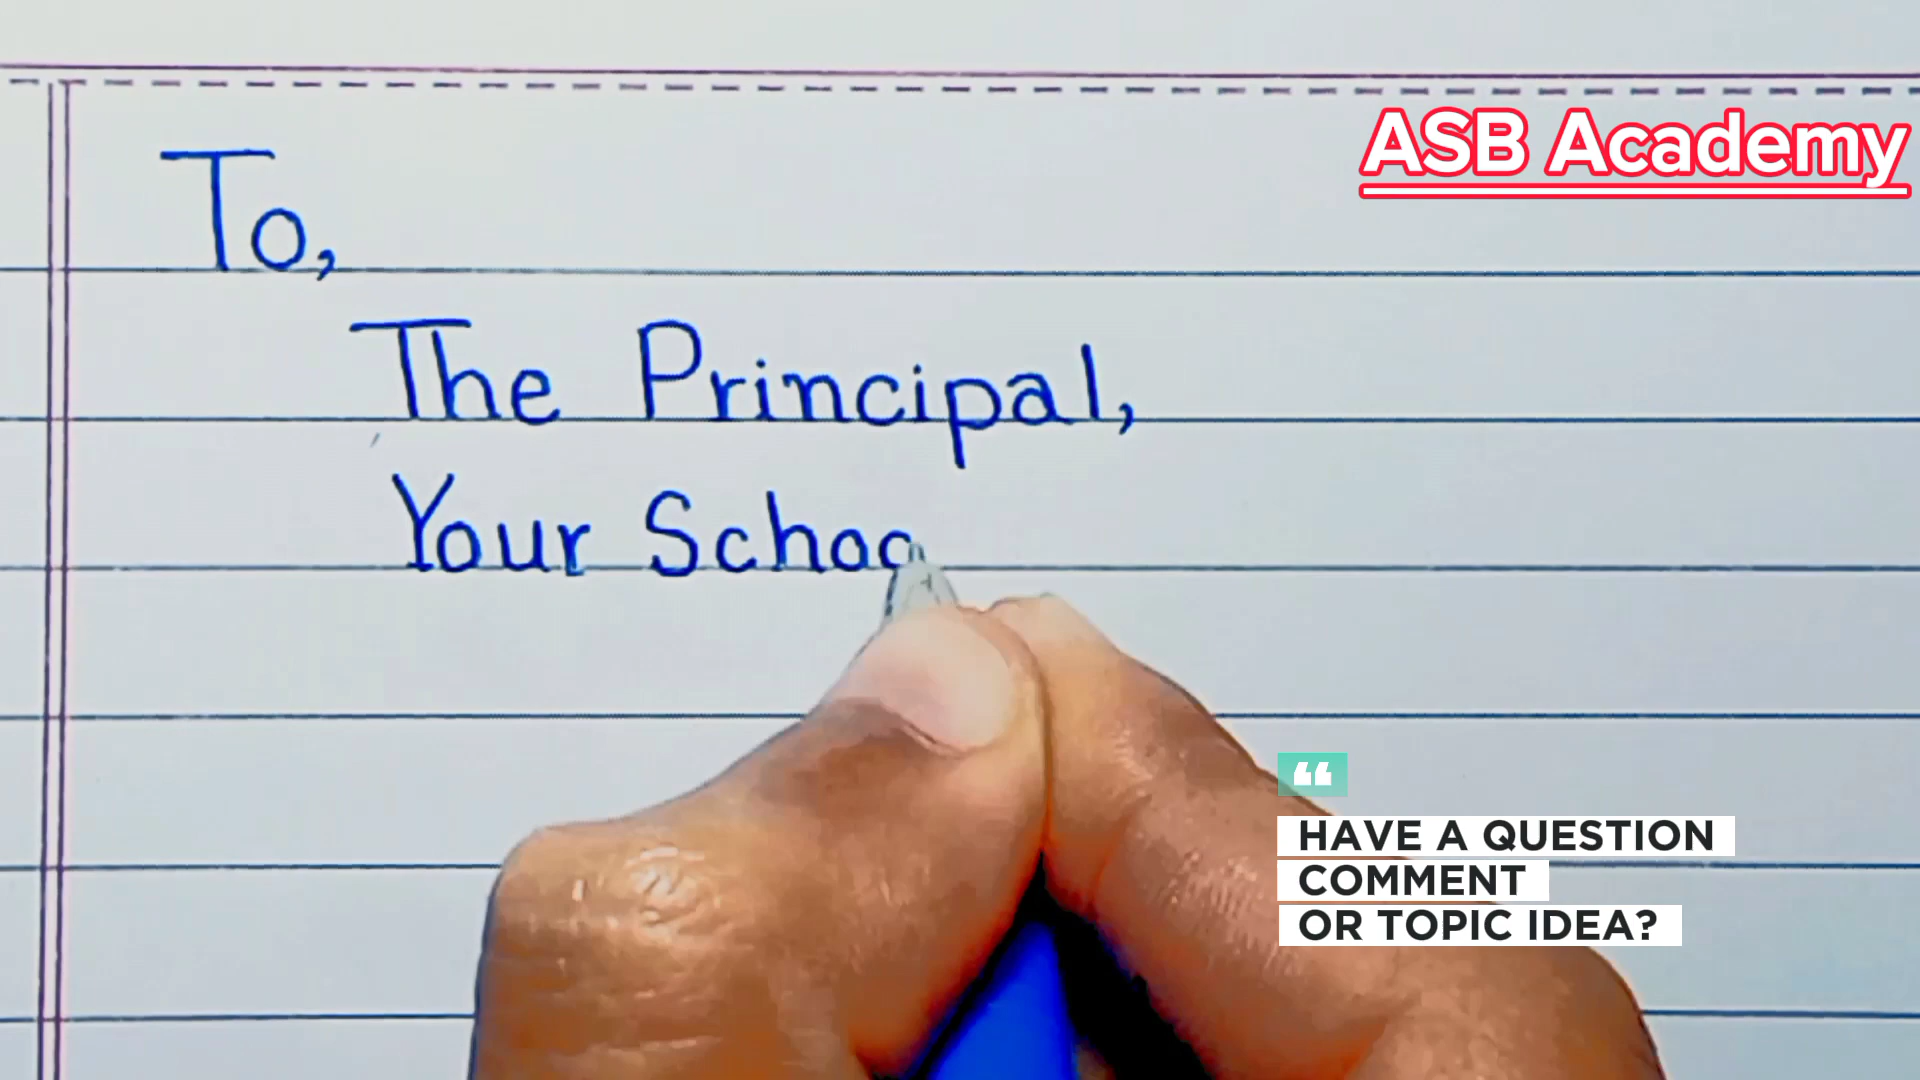 ASB Academy
To,
The Principal,
Your Schoo
“
HAVE A QUESTION
COMMENT
OR TOPIC IDEA?